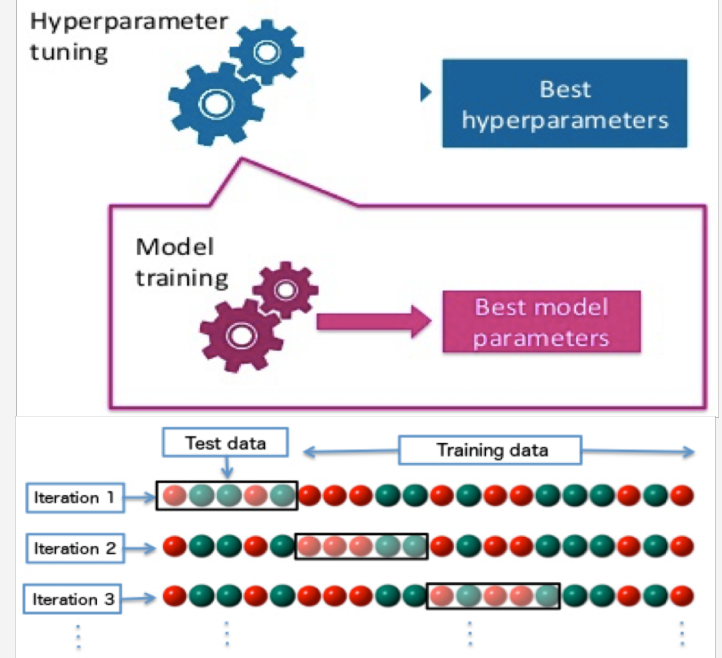 Hyperparameter
tuning
Best
hyperparameters
Model
training
Best model
parameters
Test data
Training data
Iteration 1
Iteration 2
Iteration 3